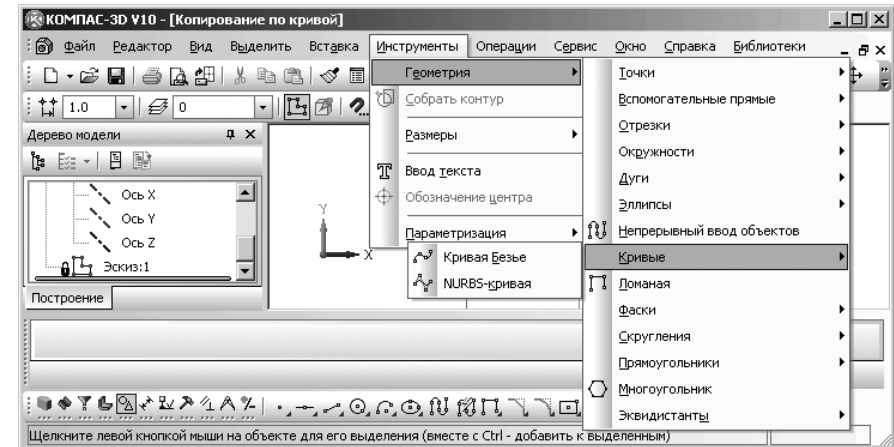 КОМПАС-3D V10 - [Копирование по кривой]
Файл Редактор Вид Выделить Вставка Инструменты Операции Сервис Окно Справка Библиотеки
1.0
0
Дерево модели
Ось X
Ось Y
Ось Z
Эскиз:1
Построение
Y
X
Геометрия
Собрать контур
Размеры
Ввод текста
Обозначение центра
Параметризация
Кривая Безье
NURBS-кривая
Точки
Вспомогательные прямые
Отрезки
Окружности
Дуги
Эллипсы
Непрерывный ввод объектов
Кривые
Ломаная
Фаски
Скругления
Прямоугольники
Многоугольник
Эквидистанты
Щелкните левой кнопкой мыши на объекте для его выделения (вместе с Ctrl - добавить к выделенным)